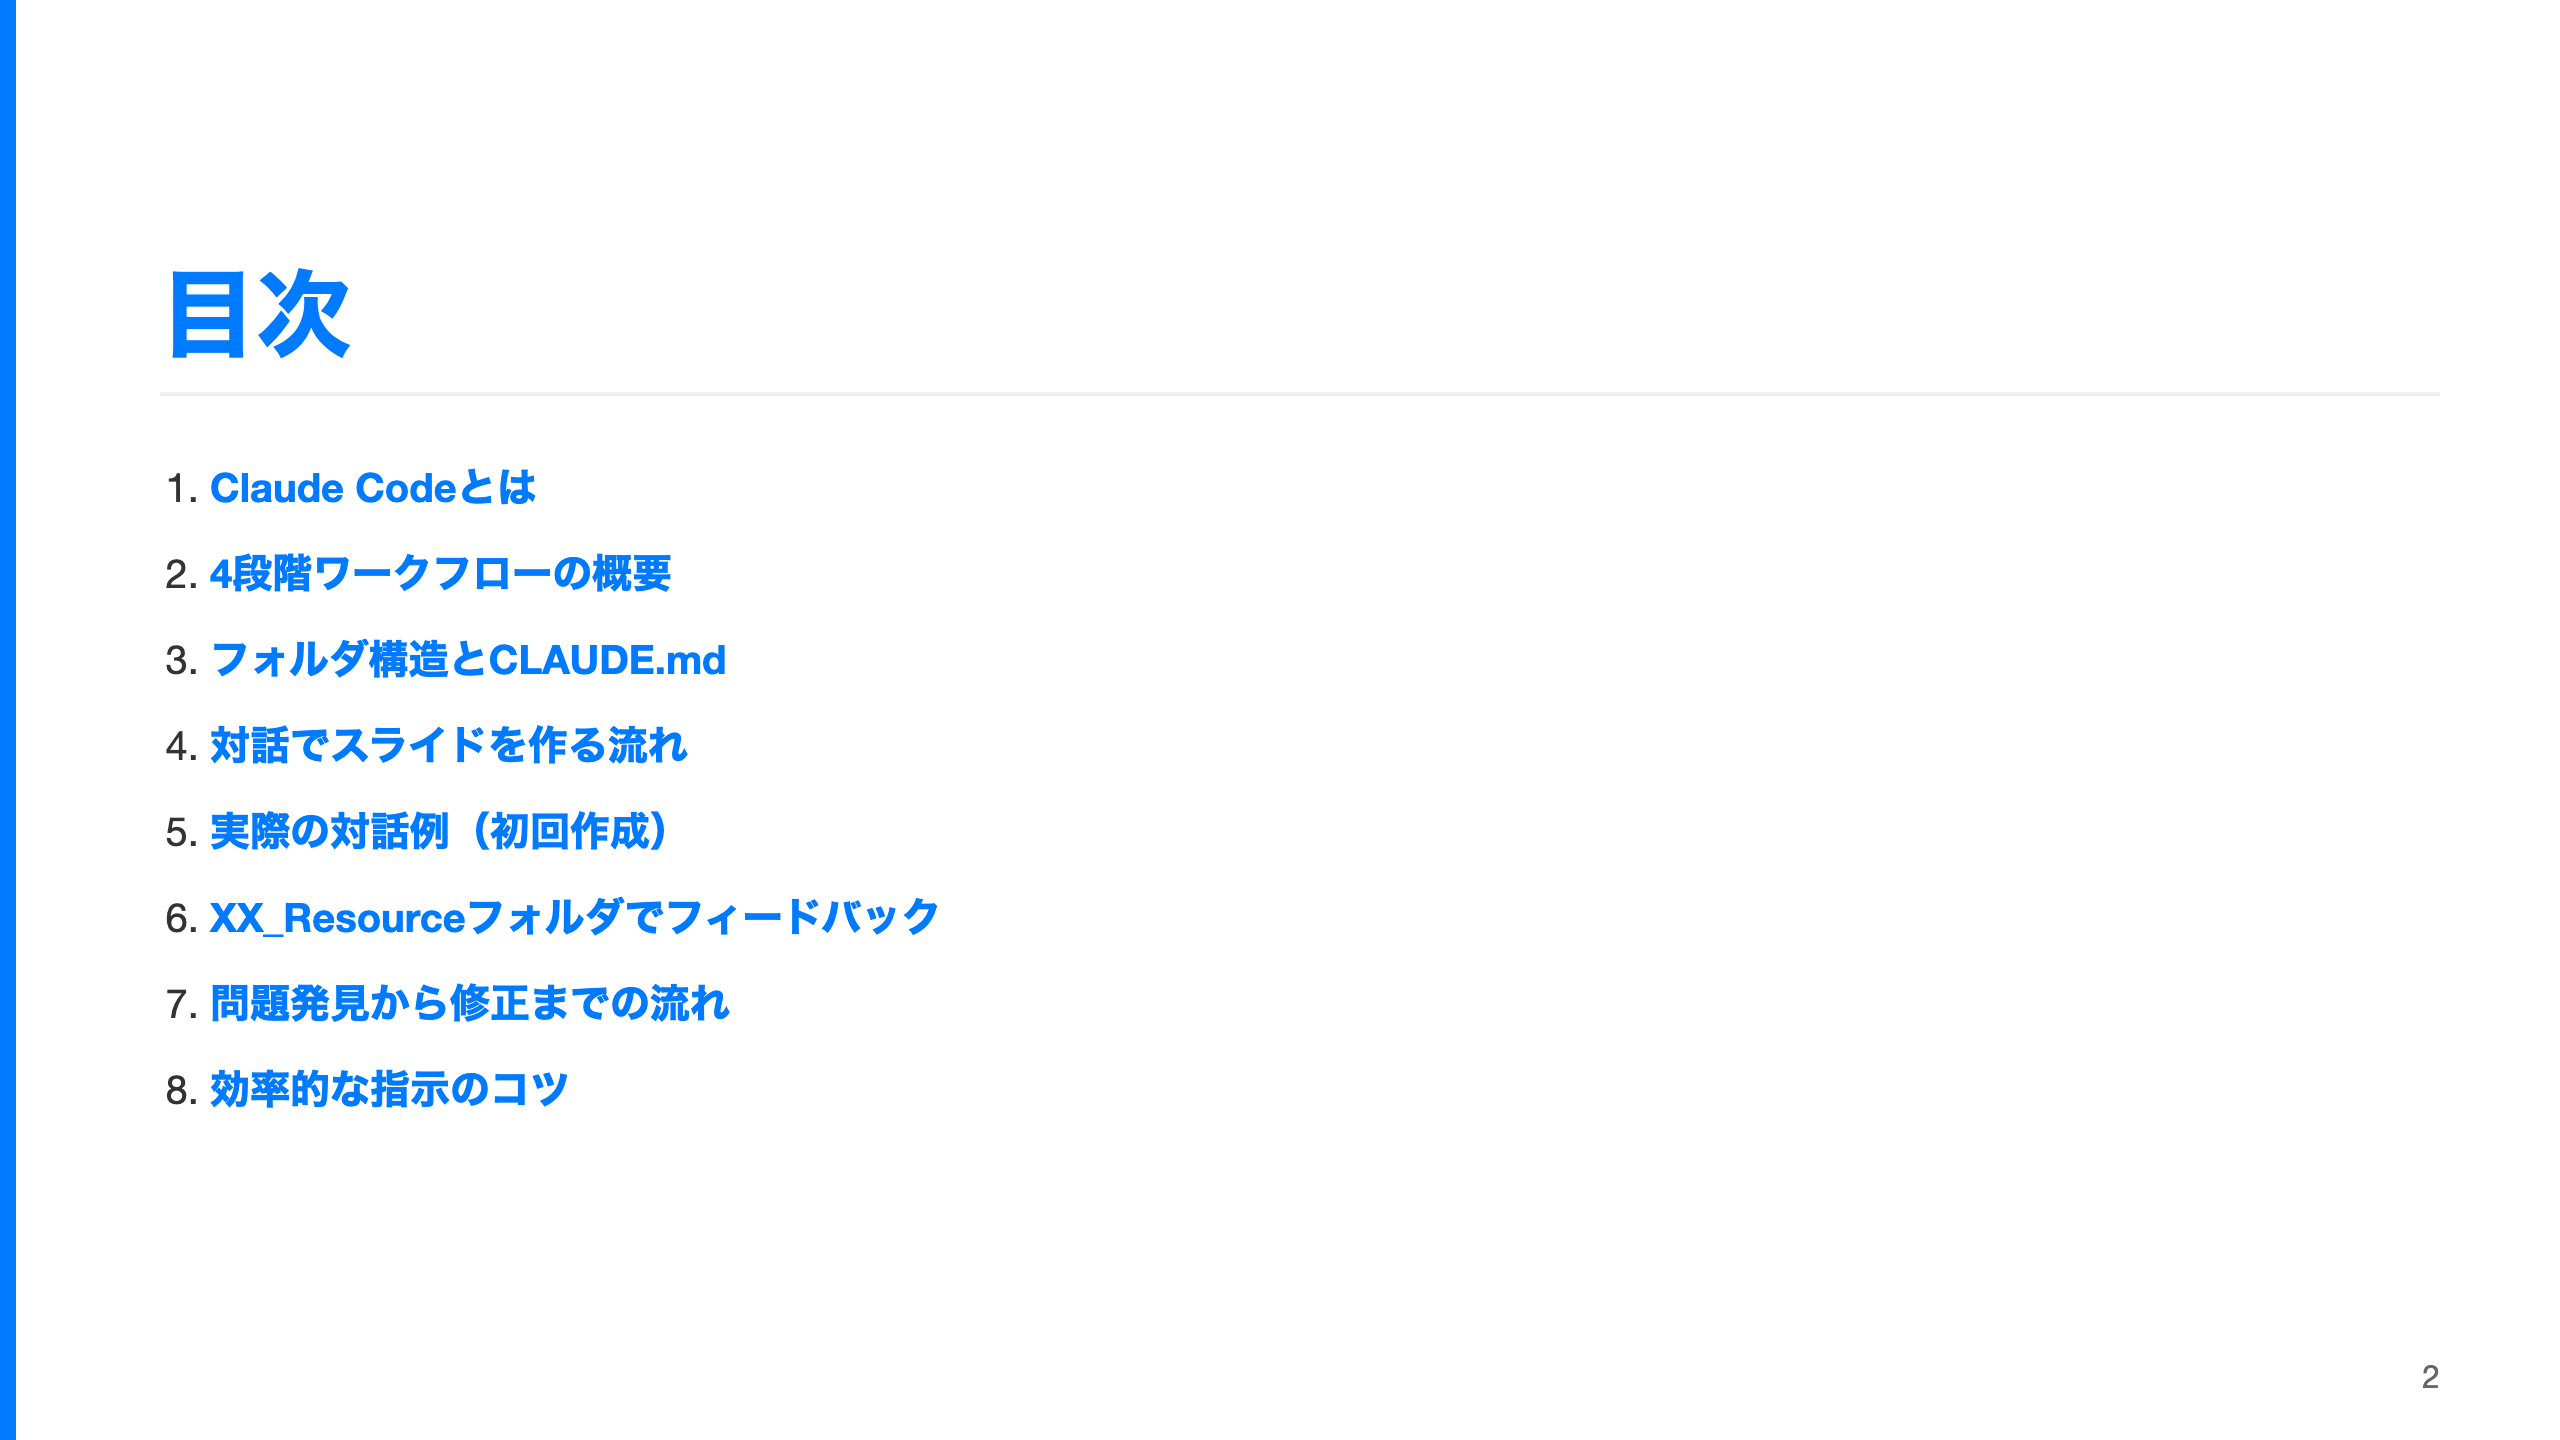 目次
1. Claude Codeとは
2. 4段階ワークフローの概要
3. フォルダ構造とCLAUDE.md
4. 対話でスライドを作る流れ
5. 実際の対話例（初回作成）
6. XX_Resourceフォルダでフィードバック
7. 問題発見から修正までの流れ
8. 効率的な指示のコツ
2